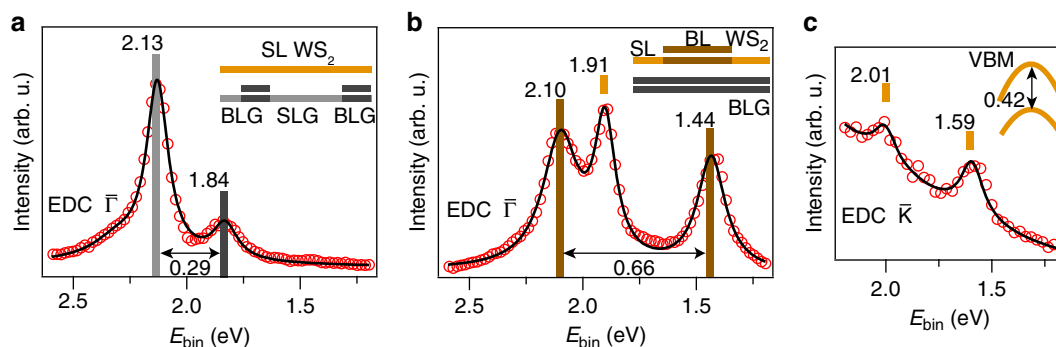 a
2.13
SL WS2
BLG SLG BLG
1.84
EDC Γ̄
0.29
Intensity (arb. u.)
2.5 2.0 1.5
Ebin (eV)
b
SL BL WS2
1.91
2.10
BLG
1.44
EDC Γ̄
0.66
Intensity (arb. u.)
2.5 2.0 1.5
Ebin (eV)
c
VBM
2.01
0.42
1.59
EDC K̄
Intensity (arb. u.)
2.0 1.5
Ebin (eV)